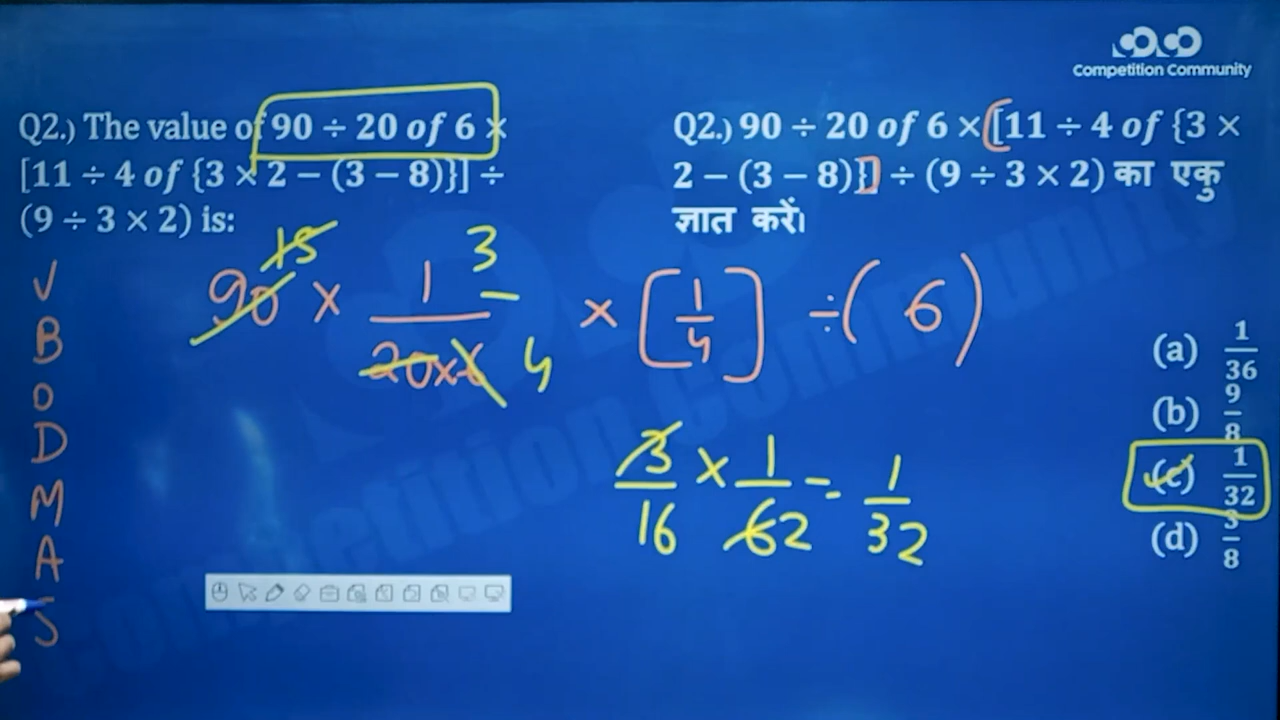 Competition Community
Q2.) The value of 90 ÷ 20 of 6 ×
[11 ÷ 4 of {3 × 2 − (3 − 8)}] ÷
(9 ÷ 3 × 2) is:
Q2.) 90 ÷ 20 of 6 × [11 ÷ 4 of {3 ×
2 − (3 − 8)}] ÷ (9 ÷ 3 × 2) का एकु
ज्ञात करें।
V
B
O
D
M
A
S
15 3
90 × 1/20×6 × [1/4] ÷ ( 6 )
4
3/16 × 1/62 = 1/32
(a) 1/36
(b) 9/8
(c) 1/32
(d) 3/8
Competition Community